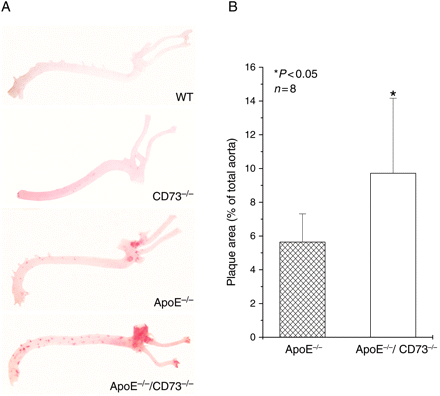 A
WT
CD73–/–
ApoE–/–
ApoE–/–/CD73–/–
B
Plaque area (% of total aorta)
16
14
12
10
8
6
4
2
0
*P < 0.05
n = 8
*
ApoE–/–
ApoE–/–/ CD73–/–